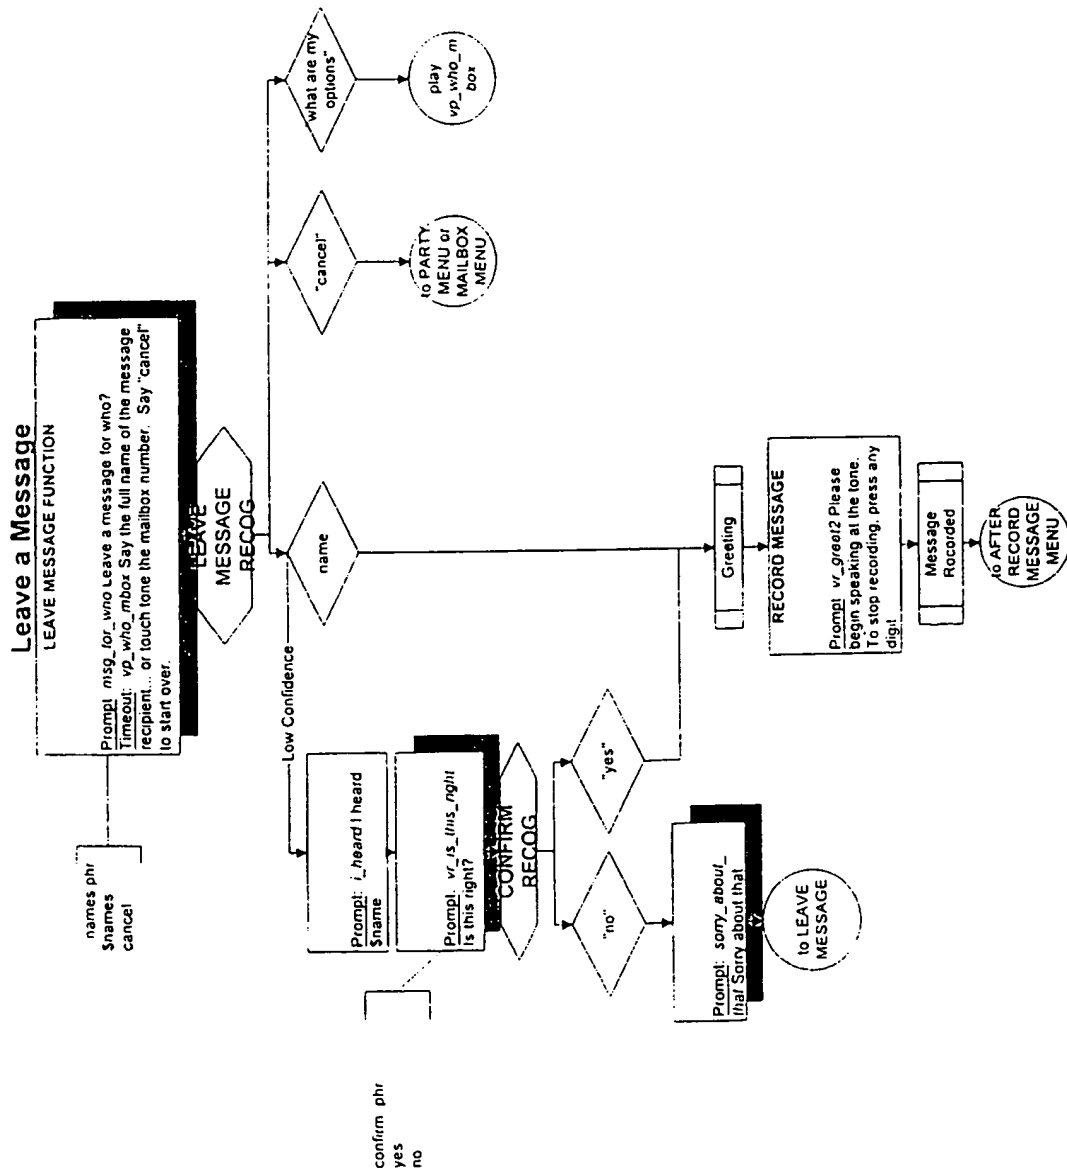 Leave a Message
LEAVE MESSAGE FUNCTION
Prompt msg_for_who Leave a message for who?
Timeout: vp_who_mbox Say the full name of the message
recipient... or touch tone the mailbox number. Say "cancel"
to start over.
names phr
$names
cancel
LEAVE
MESSAGE
RECOG
Low Confidence
name
"cancel"
what are my
options"
to PARTY
MENU or
MAILBOX
MENU
play
vp_who_m
box
Prompt: i_heard I heard
$name
Prompt: vr_is_this_right
Is this right?
confirm phr
yes
no
CONFIRM
RECOG
"no"
"yes"
Prompt: sorry_about_
that Sorry about that
to LEAVE
MESSAGE
Greeting
RECORD MESSAGE
Prompt vr_greet2 Please
begin speaking at the tone.
To stop recording, press any
digit
Message
Rocorded
to AFTER
RECORD
MESSAGE
MENU